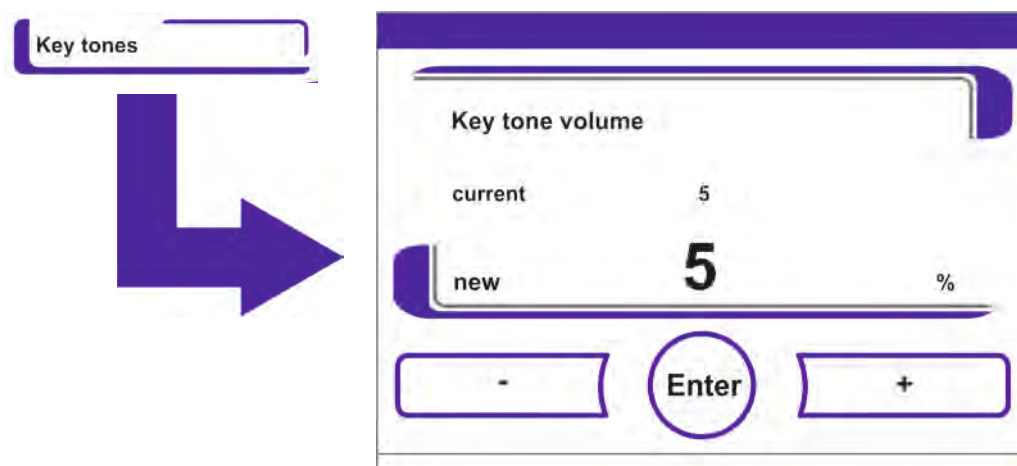 Key tones
Key tone volume
current 5
new 5 %
- Enter +